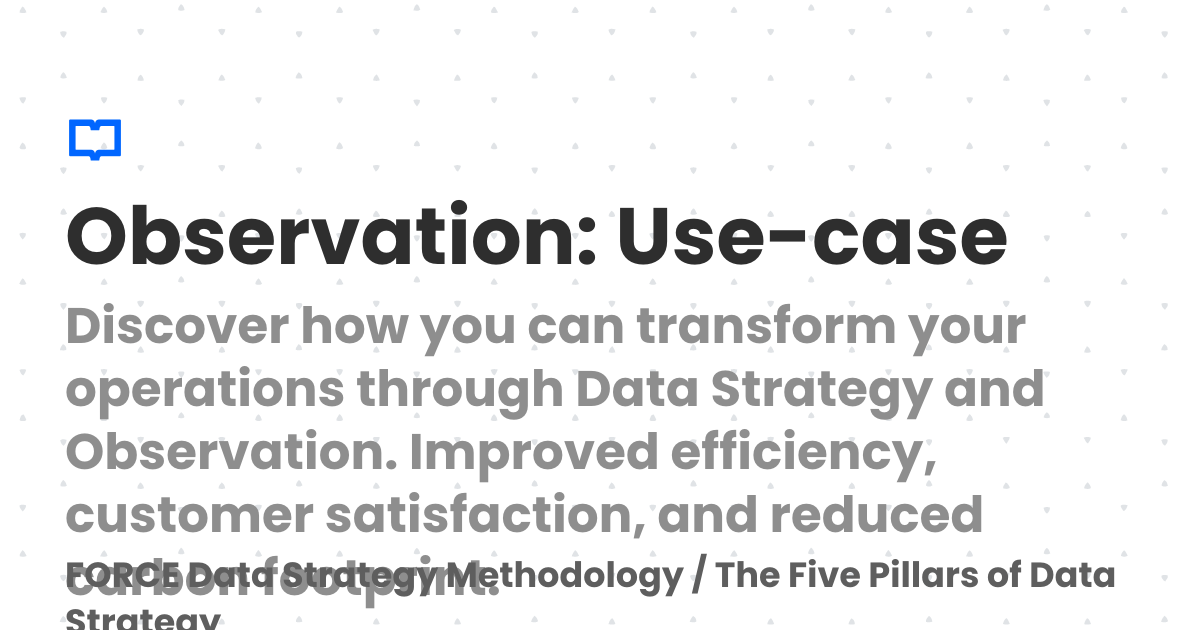 Observation: Use-case
Discover how you can transform your
operations through Data Strategy and
Observation. Improved efficiency,
customer satisfaction, and reduced
carbon footprint.
FORCE Data Strategy Methodology / The Five Pillars of Data
Strategy